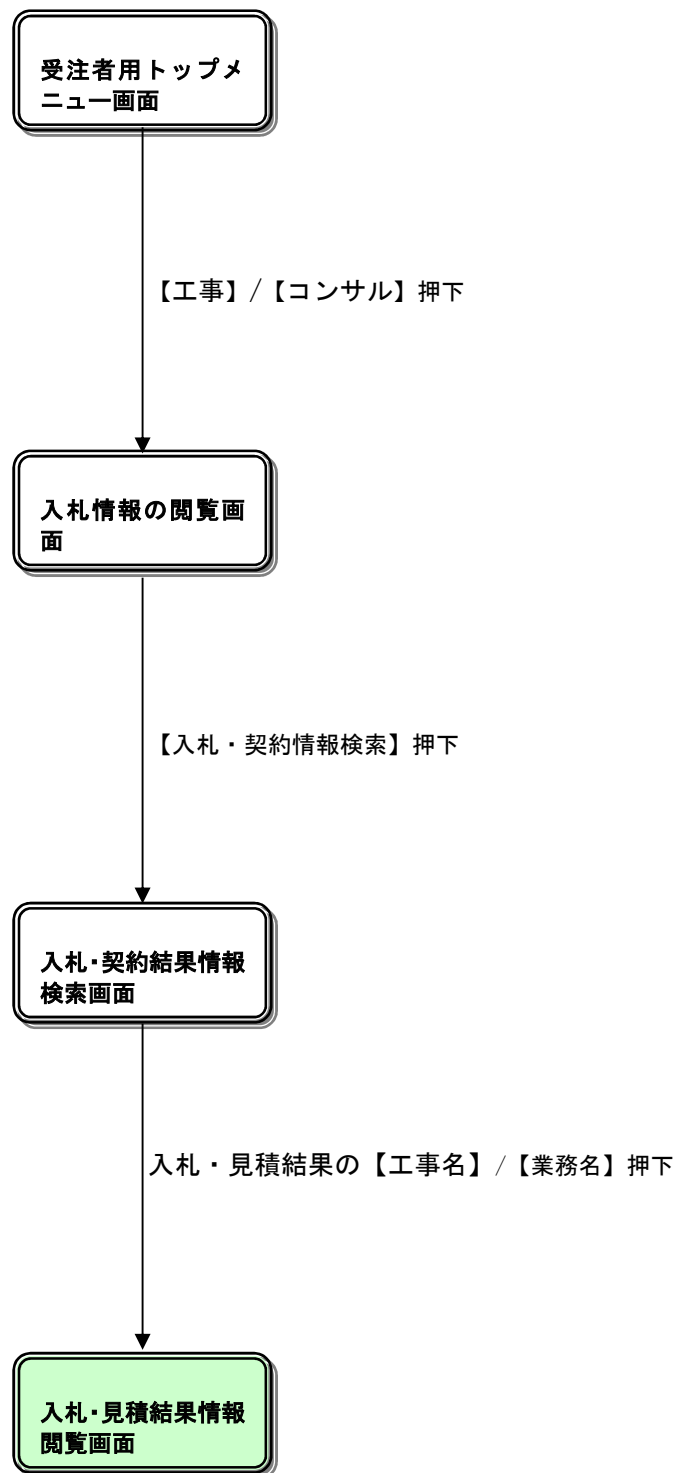 受注者用トップメ
ニュー画面
【工事】/【コンサル】押下
入札情報の閲覧画
面
【入札・契約情報検索】押下
入札・契約結果情報
検索画面
入札・見積結果の【工事名】/【業務名】押下
入札・見積結果情報
閲覧画面